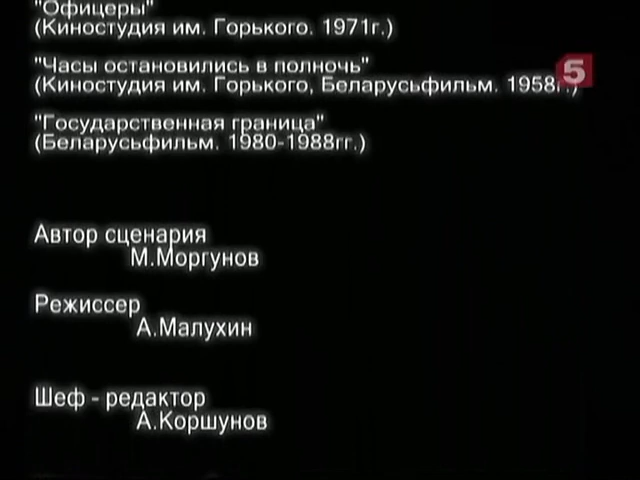 "Офицеры"
(Киностудия им. Горького. 1971г.)
5
"Часы остановились в полночь"
(Киностудия им. Горького, Беларусьфильм. 1958г.)
"Государственная граница"
(Беларусьфильм. 1980-1988гг.)
Автор сценария
М.Моргунов
Режиссер
А.Малухин
Шеф - редактор
А.Коршунов